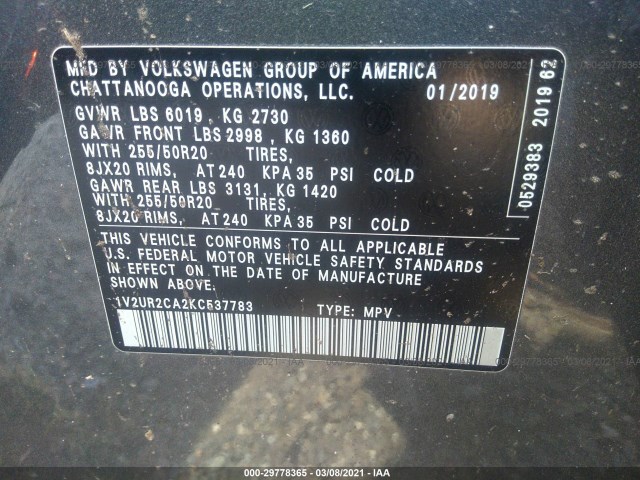 MFD BY VOLKSWAGEN GROUP OF AMERICA
CHATTANOOGA OPERATIONS, LLC. 01/2019
GVWR LBS 6019, KG 2730
GAWR FRONT LBS 2998, KG 1360
WITH 255/50R20 TIRES,
8JX20 RIMS, AT 240 KPA 35 PSI COLD
GAWR REAR LBS 3131, KG 1420
WITH 255/50R20 TIRES,
8JX20 RIMS, AT 240 KPA 35 PSI COLD
THIS VEHICLE CONFORMS TO ALL APPLICABLE
U.S. FEDERAL MOTOR VEHICLE SAFETY STANDARDS
IN EFFECT ON THE DATE OF MANUFACTURE
SHOWN ABOVE.
1V2UR2CA2KC537783 TYPE: MPV
0529383 2019 62
000-29778365 - 03/08/2021 - IAA